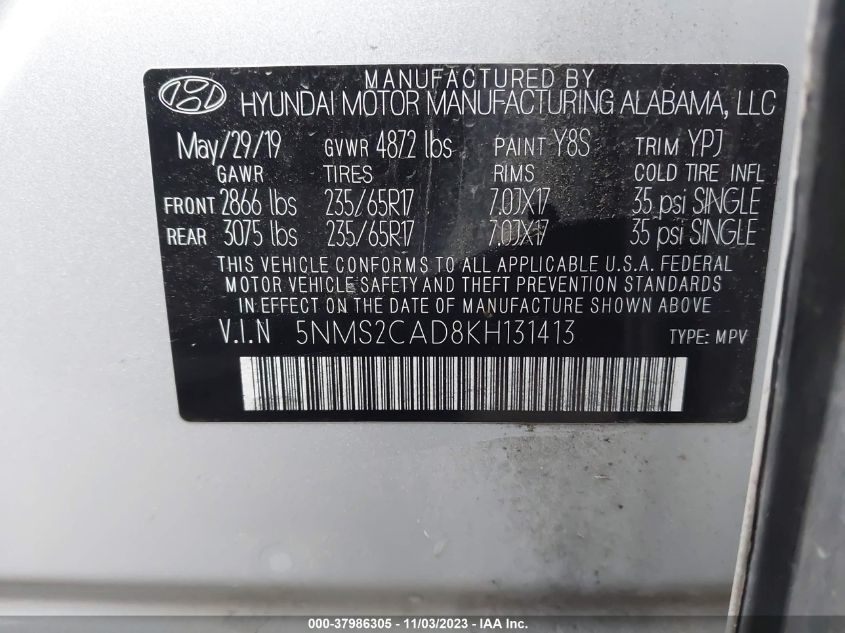 MANUFACTURED BY
HYUNDAI MOTOR MANUFACTURING ALABAMA, LLC
May/29/19 GVWR 4872 lbs PAINT Y8S TRIM YPJ
GAWR TIRES RIMS COLD TIRE INFL
FRONT 2866 lbs 235/65R17 7.0JX17 35 psi SINGLE
REAR 3075 lbs 235/65R17 7.0JX17 35 psi SINGLE
THIS VEHICLE CONFORMS TO ALL APPLICABLE U.S.A. FEDERAL
MOTOR VEHICLE SAFETY AND THEFT PREVENTION STANDARDS
IN EFFECT ON THE DATE OF MANUFACTURE SHOWN ABOVE
V.I.N 5NMS2CAD8KH131413 TYPE: MPV
000-37986305 - 11/03/2023 - IAAI.com.